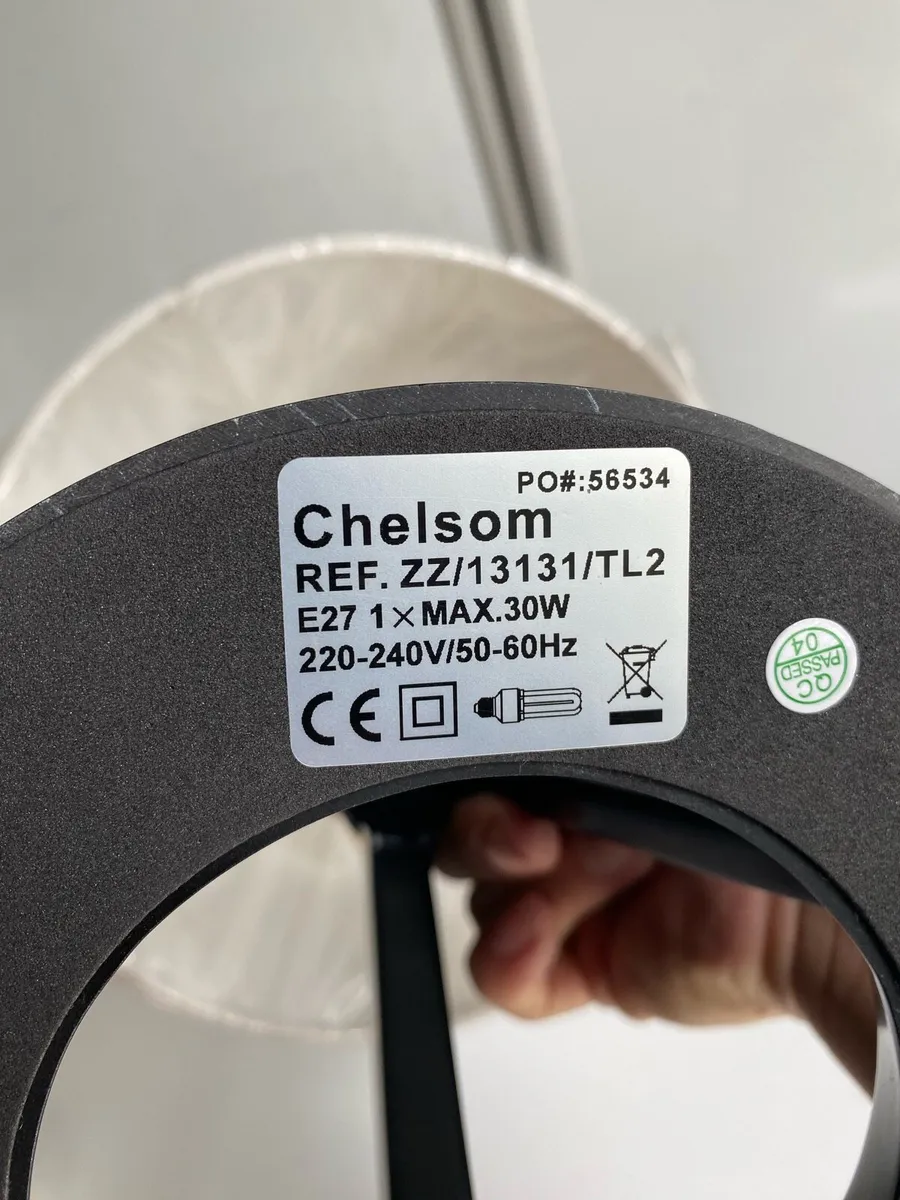 PO#:56534
Chelsom
REF. ZZ/13131/TL2
E27 1×MAX.30W
220-240V/50-60Hz
CE
QC
PASSED
04